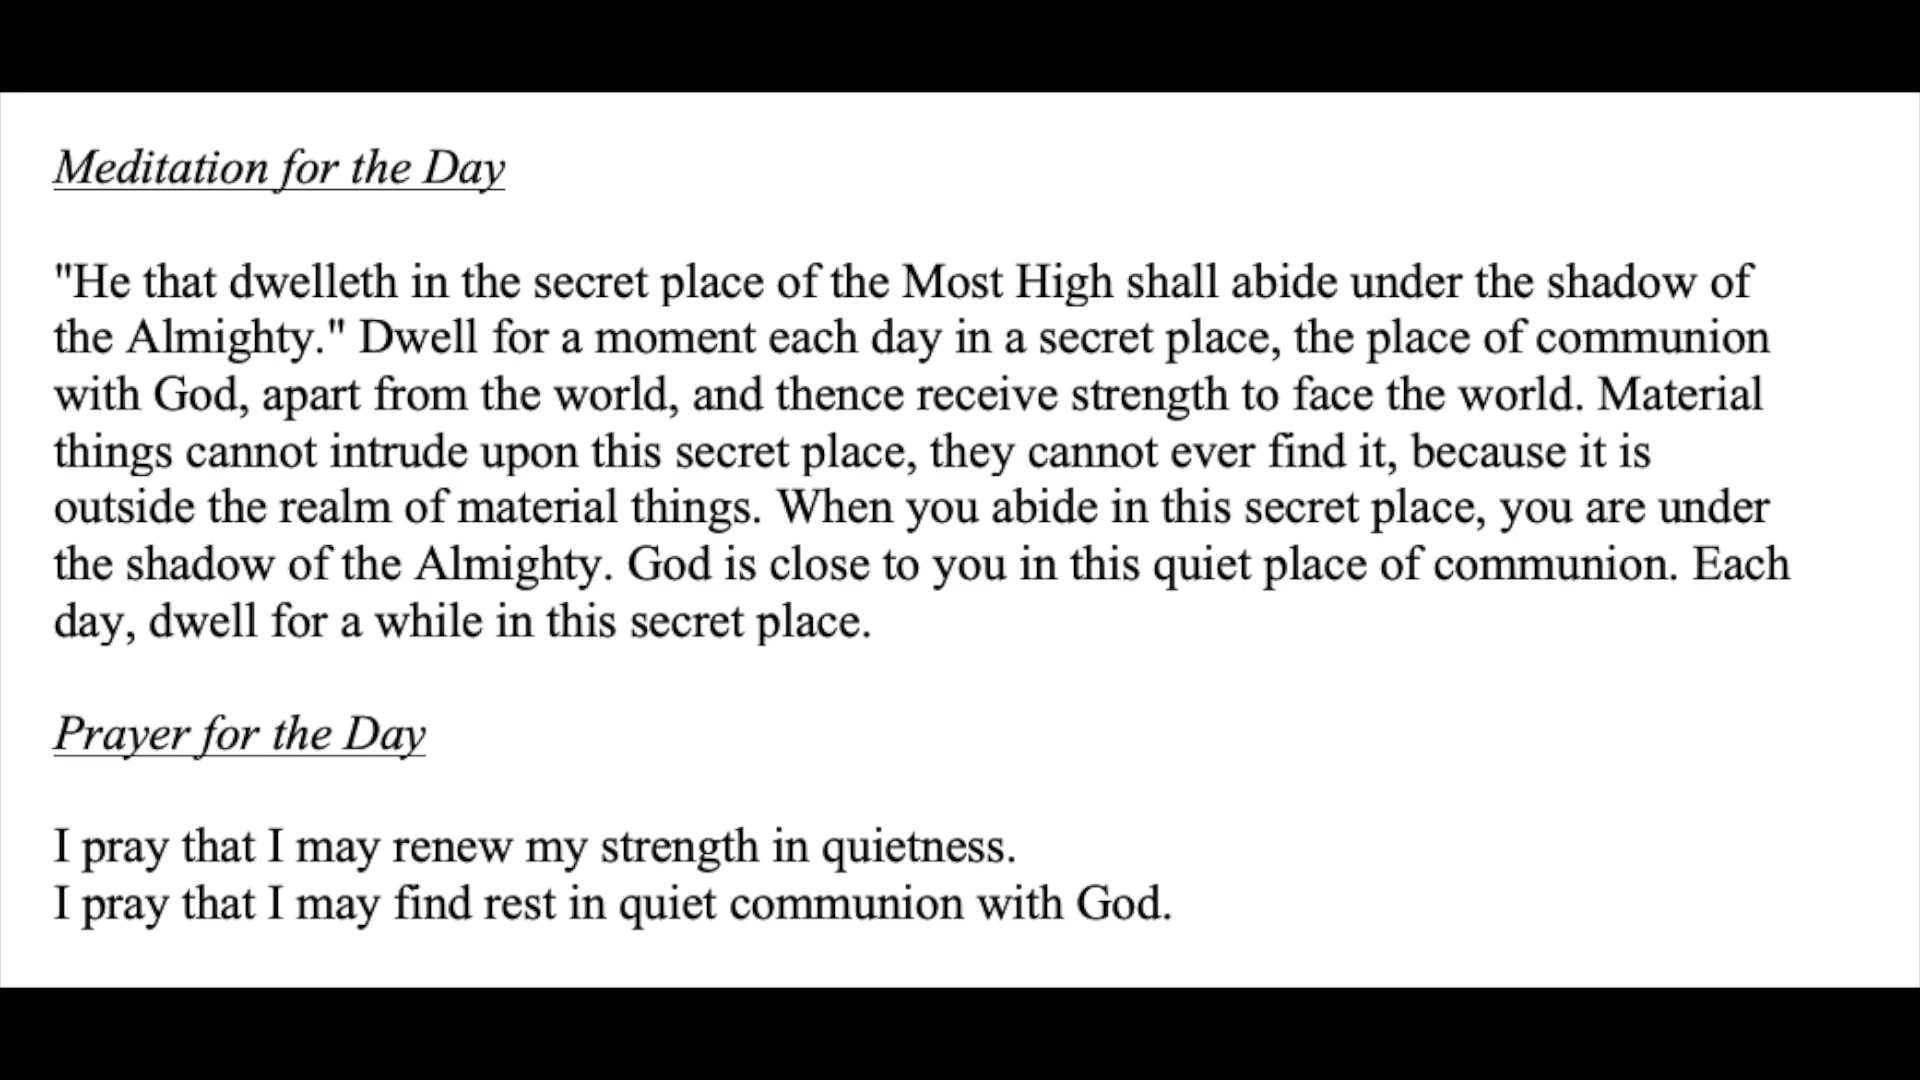 Meditation for the Day
"He that dwelleth in the secret place of the Most High shall abide under the shadow of
the Almighty." Dwell for a moment each day in a secret place, the place of communion
with God, apart from the world, and thence receive strength to face the world. Material
things cannot intrude upon this secret place, they cannot ever find it, because it is
outside the realm of material things. When you abide in this secret place, you are under
the shadow of the Almighty. God is close to you in this quiet place of communion. Each
day, dwell for a while in this secret place.
Prayer for the Day
I pray that I may renew my strength in quietness.
I pray that I may find rest in quiet communion with God.